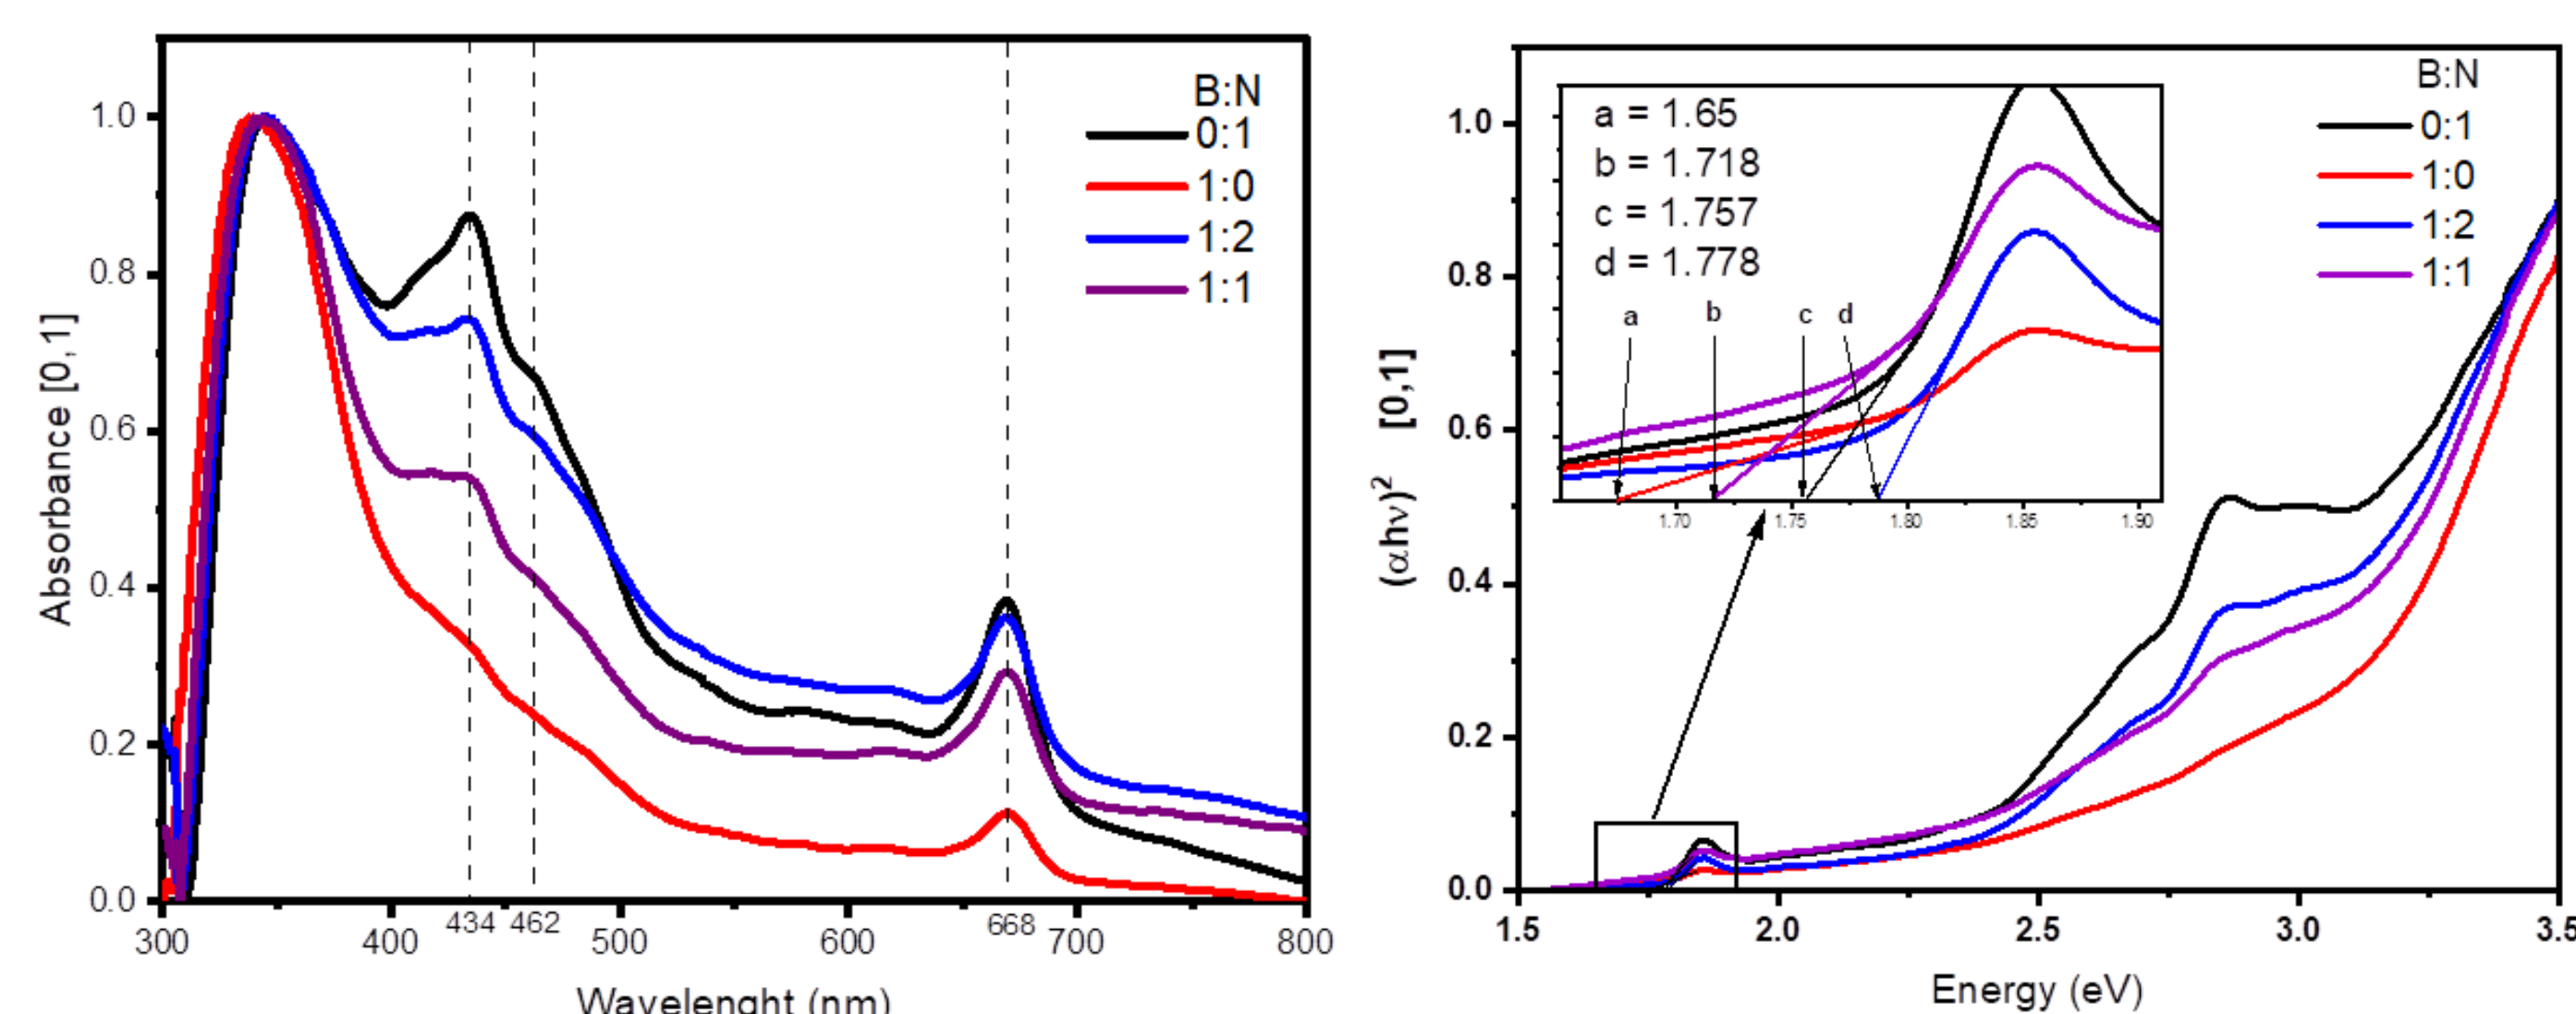 B:N
0:1
1:0
1:2
1:1
1.0
0.8
0.6
0.4
0.2
0.0
Absorbance [0,1]
434 462 668
300 400 500 600 700 800
Wavelenght (nm)
B:N
0:1
1:0
1:2
1:1
a = 1.65
b = 1.718
c = 1.757
d = 1.778
a b c d
1.70 1.75 1.80 1.85 1.90
1.0
0.8
0.6
0.4
0.2
0.0
(αhν)² [0,1]
1.5 2.0 2.5 3.0 3.5
Energy (eV)